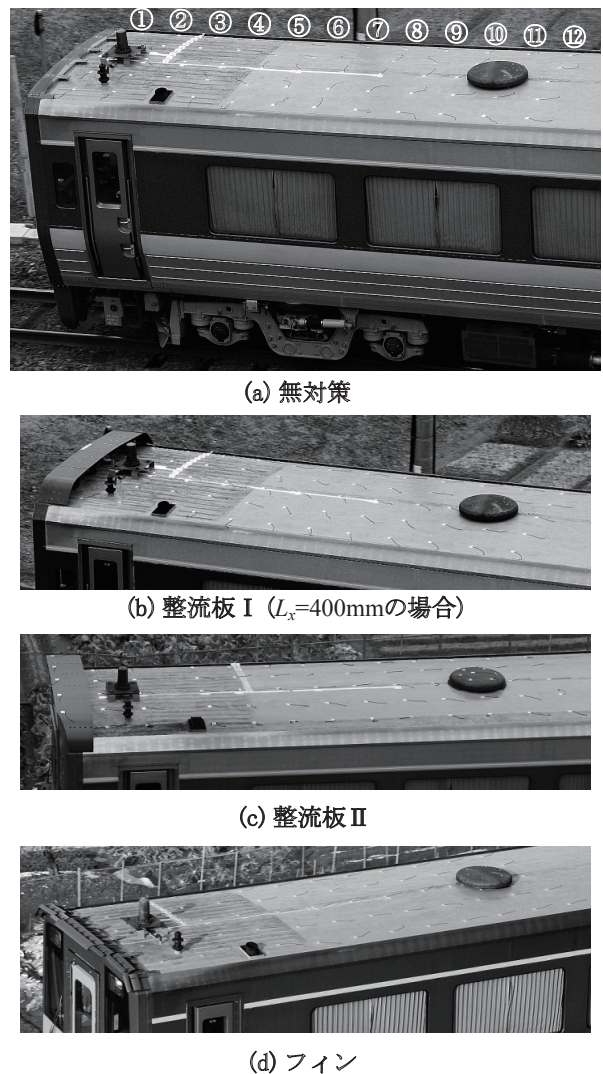 ① ② ③ ④ ⑤ ⑥ ⑦ ⑧ ⑨ ⑩ ⑪ ⑫
(a) 無対策
(b) 整流板Ⅰ (Lx=400mmの場合)
(c) 整流板Ⅱ
(d) フィン